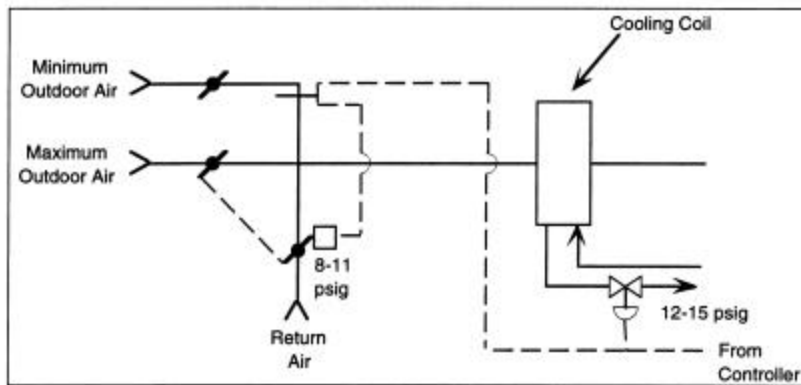 Cooling Coil
Minimum
Outdoor Air
Maximum
Outdoor Air
8-11
psig
Return
Air
12-15 psig
From
Controller